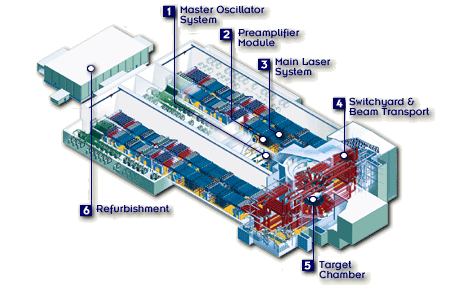 1 Master Oscillator
System
2 Preamplifier
Module
3 Main Laser
System
4 Switchyard &
Beam Transport
6 Refurbishment
5 Target
Chamber